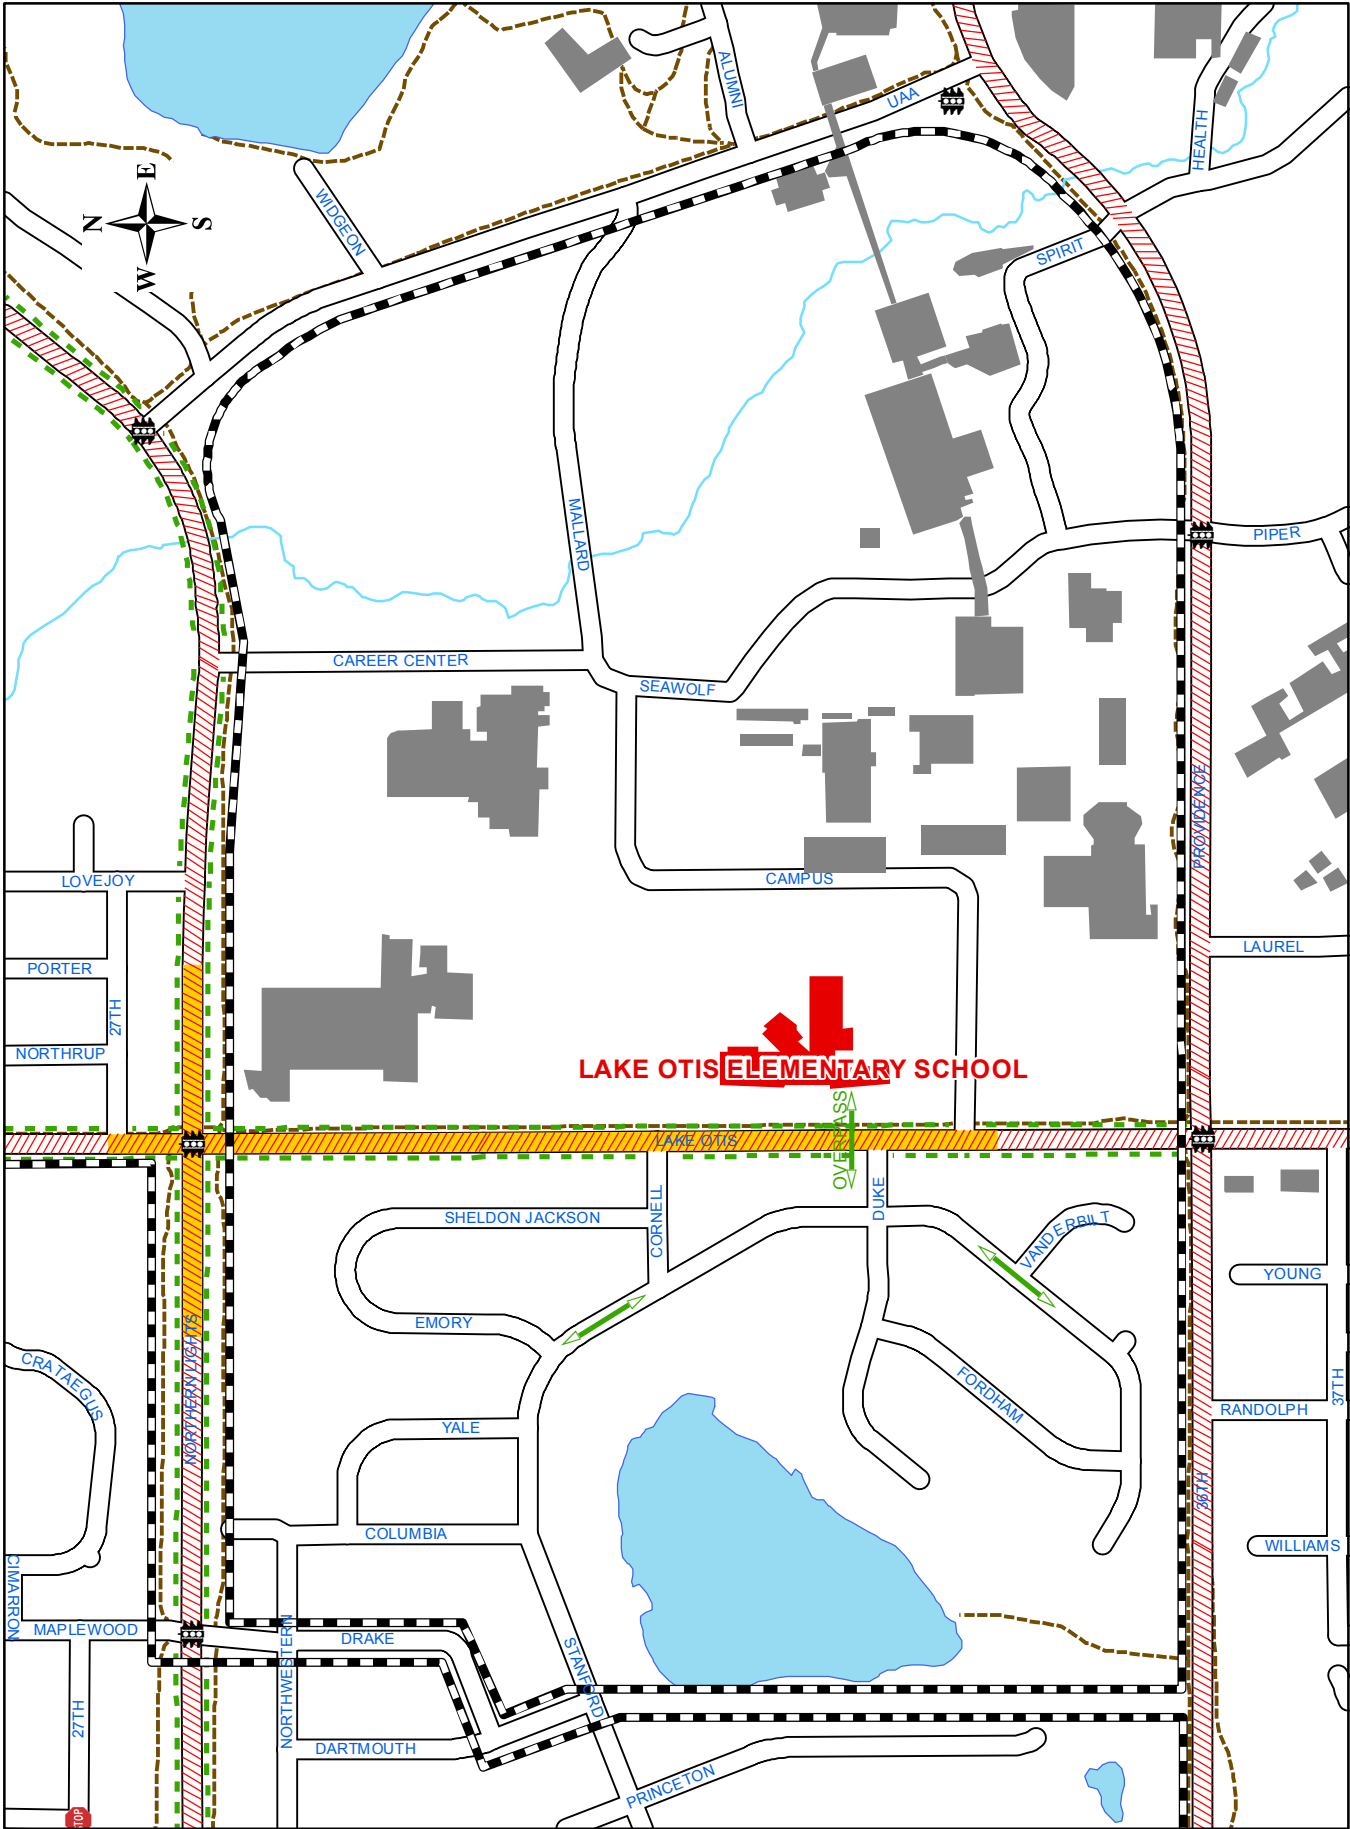 ALUMNI
UAA
HEALTH
E
N
S
W
WIDGEON
SPIRIT
MALLARD
PIPER
CAREER CENTER
SEAWOLF
PROVIDENCE
LOVEJOY
CAMPUS
LAUREL
PORTER
27TH
NORTHRUP
LAKE OTIS ELEMENTARY SCHOOL
OVERPASS
LAKE OTIS
DUKE
CORNELL
SHELDON JACKSON
VANDERBILT
YOUNG
EMORY
NORTHERN LIGHTS
CRATAEGUS
FORDHAM
37TH
RANDOLPH
YALE
36TH
COLUMBIA
WILLIAMS
CIMARRON
MAPLEWOOD
DRAKE
NORTHWESTERN
STANFORD
27TH
DARTMOUTH
PRINCETON
STOP